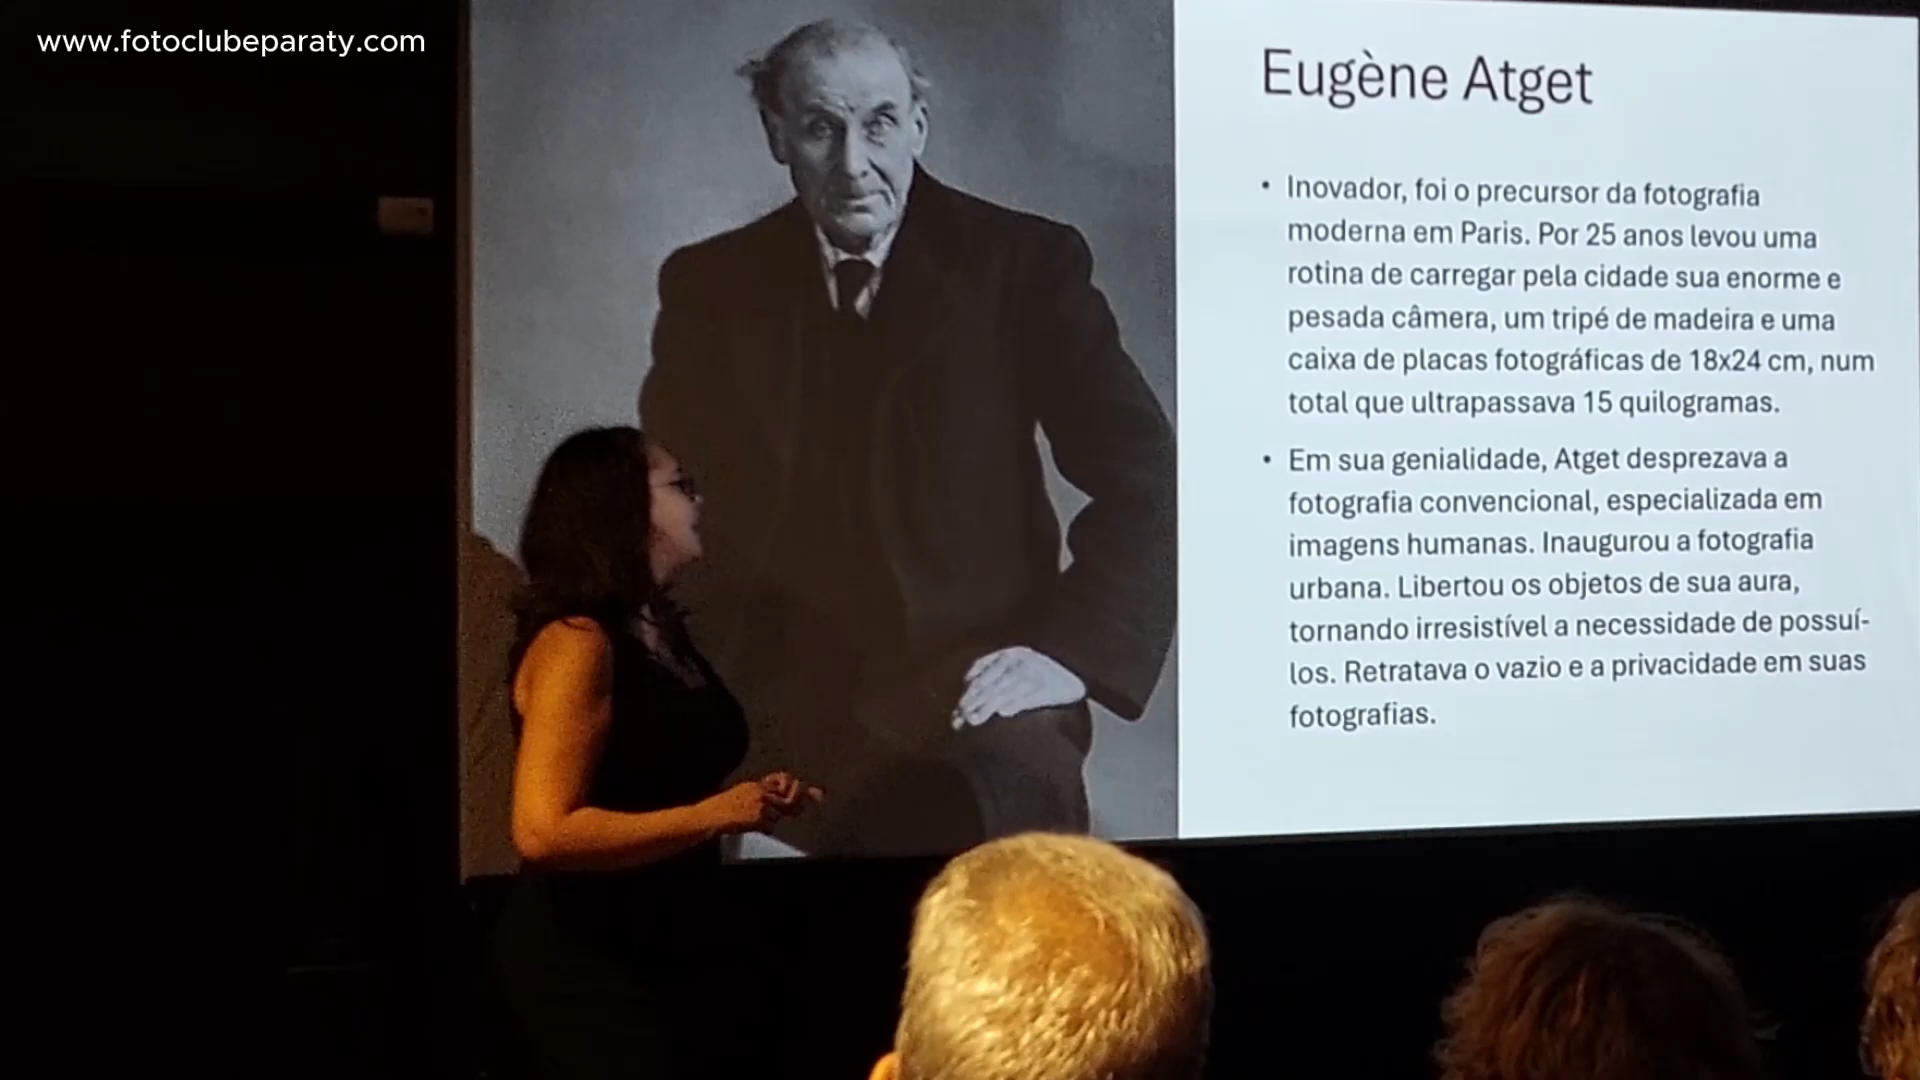 www.fotoclubeparaty.com
Eugène Atget
• Inovador, foi o precursor da fotografia
moderna em Paris. Por 25 anos levou uma
rotina de carregar pela cidade sua enorme e
pesada câmera, um tripé de madeira e uma
caixa de placas fotográficas de 18x24 cm, num
total que ultrapassava 15 quilogramas.
• Em sua genialidade, Atget desprezava a
fotografia convencional, especializada em
imagens humanas. Inaugurou a fotografia
urbana. Libertou os objetos de sua aura,
tornando irresistível a necessidade de possuí-
los. Retratava o vazio e a privacidade em suas
fotografias.